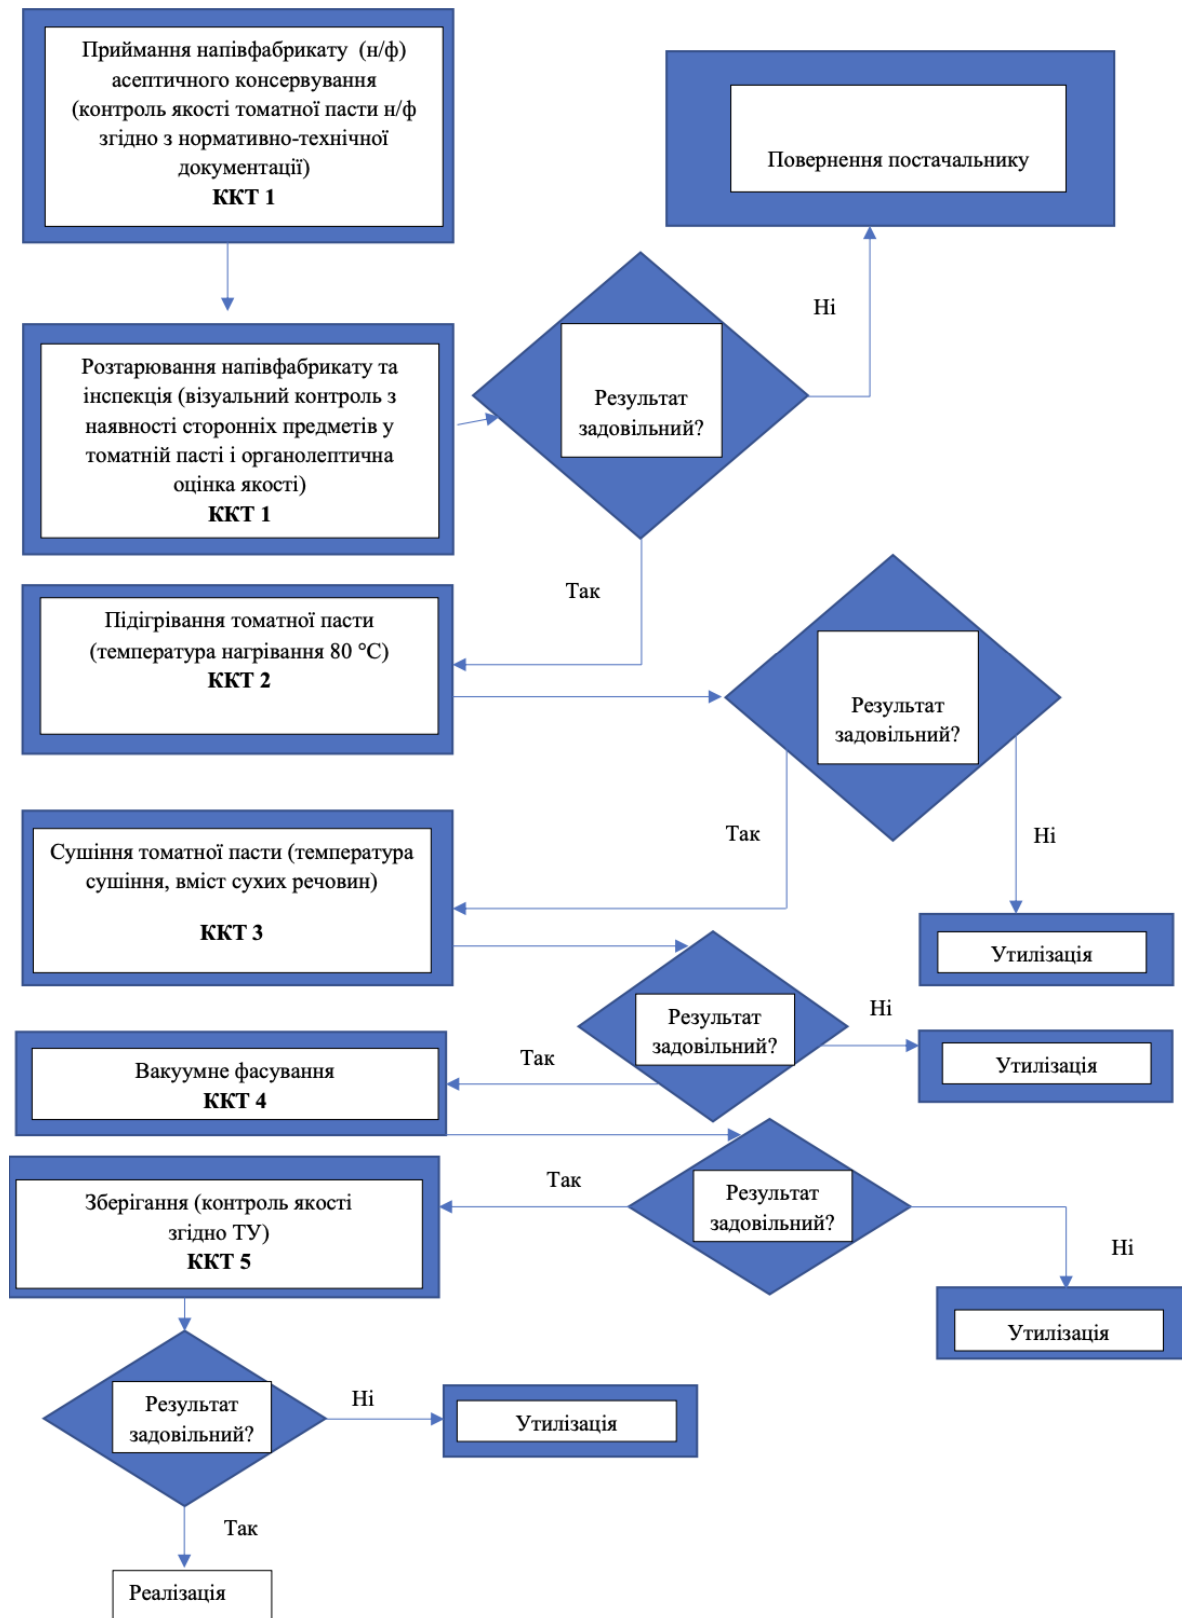 Приймання напівфабрикату  (н/ф)
асептичного консервування
(контроль якості томатної пасти н/ф
згідно з нормативно-технічної
документації)
ККТ 1
Повернення постачальнику
Ні
Розтарювання напівфабрикату та
інспекція (візуальний контроль з
наявності сторонніх предметів у
томатній пасті і органолептична
оцінка якості)
ККТ 1
Результат
задовільний?
Так
Підігрівання томатної пасти
(температура нагрівання 80 °C)
ККТ 2
Результат
задовільний?
Так
Ні
Сушіння томатної пасти (температура
сушіння, вміст сухих речовин)
ККТ 3
Утилізація
Результат
задовільний?
Ні
Утилізація
Так
Вакуумне фасування
ККТ 4
Результат
задовільний?
Так
Ні
Утилізація
Зберігання (контроль якості
згідно ТУ)
ККТ 5
Результат
задовільний?
Ні
Утилізація
Так
Реалізація